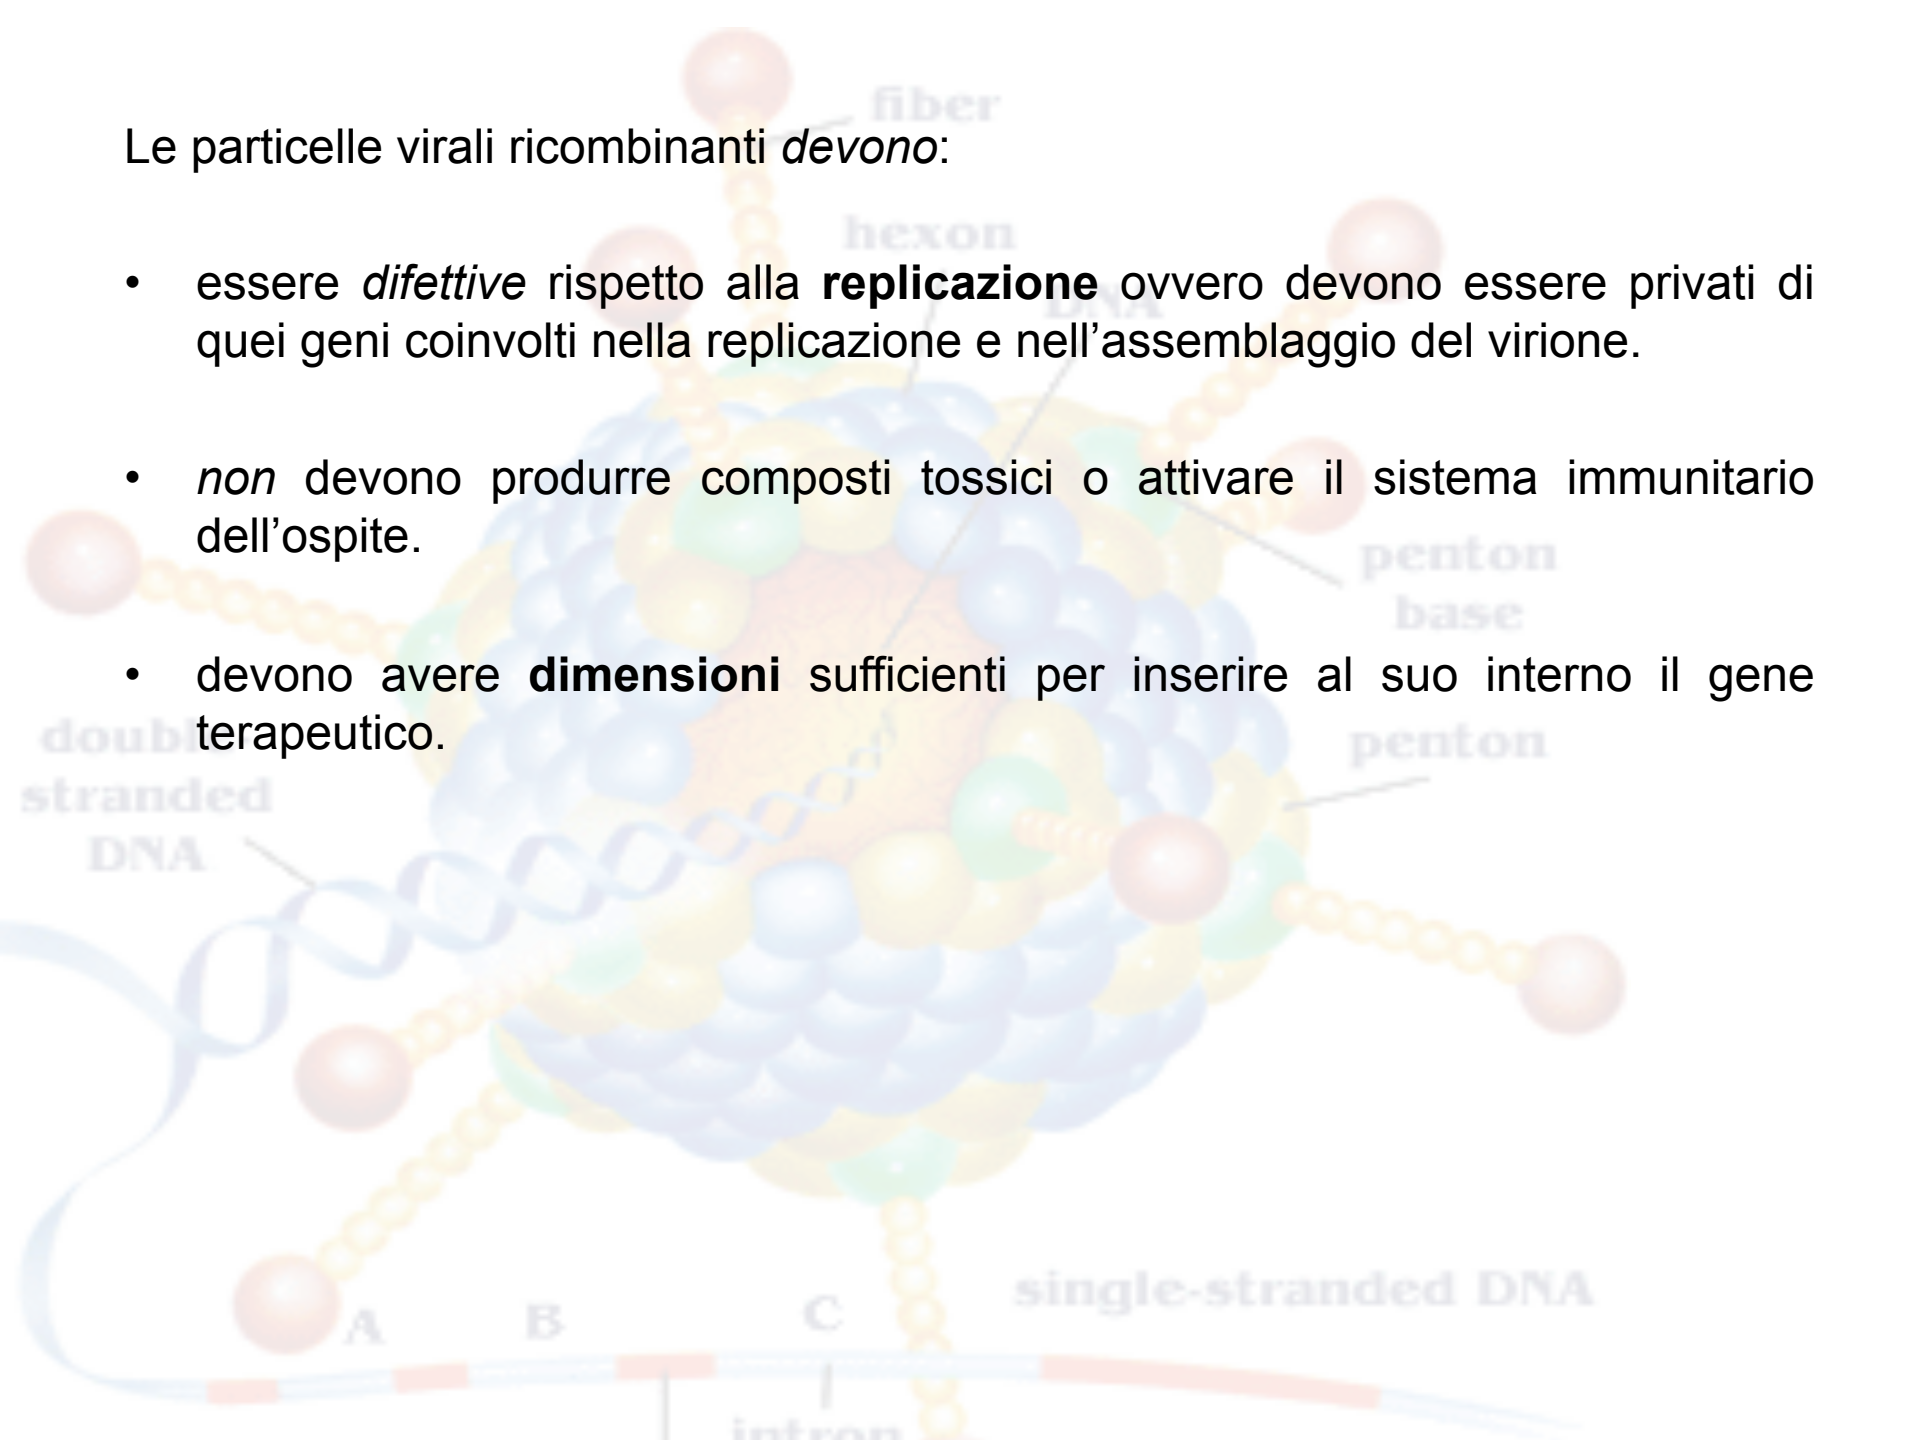 fiber
Le particelle virali ricombinanti devono:
hexon
• essere difettive rispetto alla replicazione ovvero devono essere privati di
DNA
quei geni coinvolti nella replicazione e nell’assemblaggio del virione.
• non devono produrre composti tossici o attivare il sistema immunitario
dell’ospite.
penton
base
• devono avere dimensioni sufficienti per inserire al suo interno il gene
terapeutico.
penton
double-
stranded
DNA
single-stranded DNA
A B C
intron